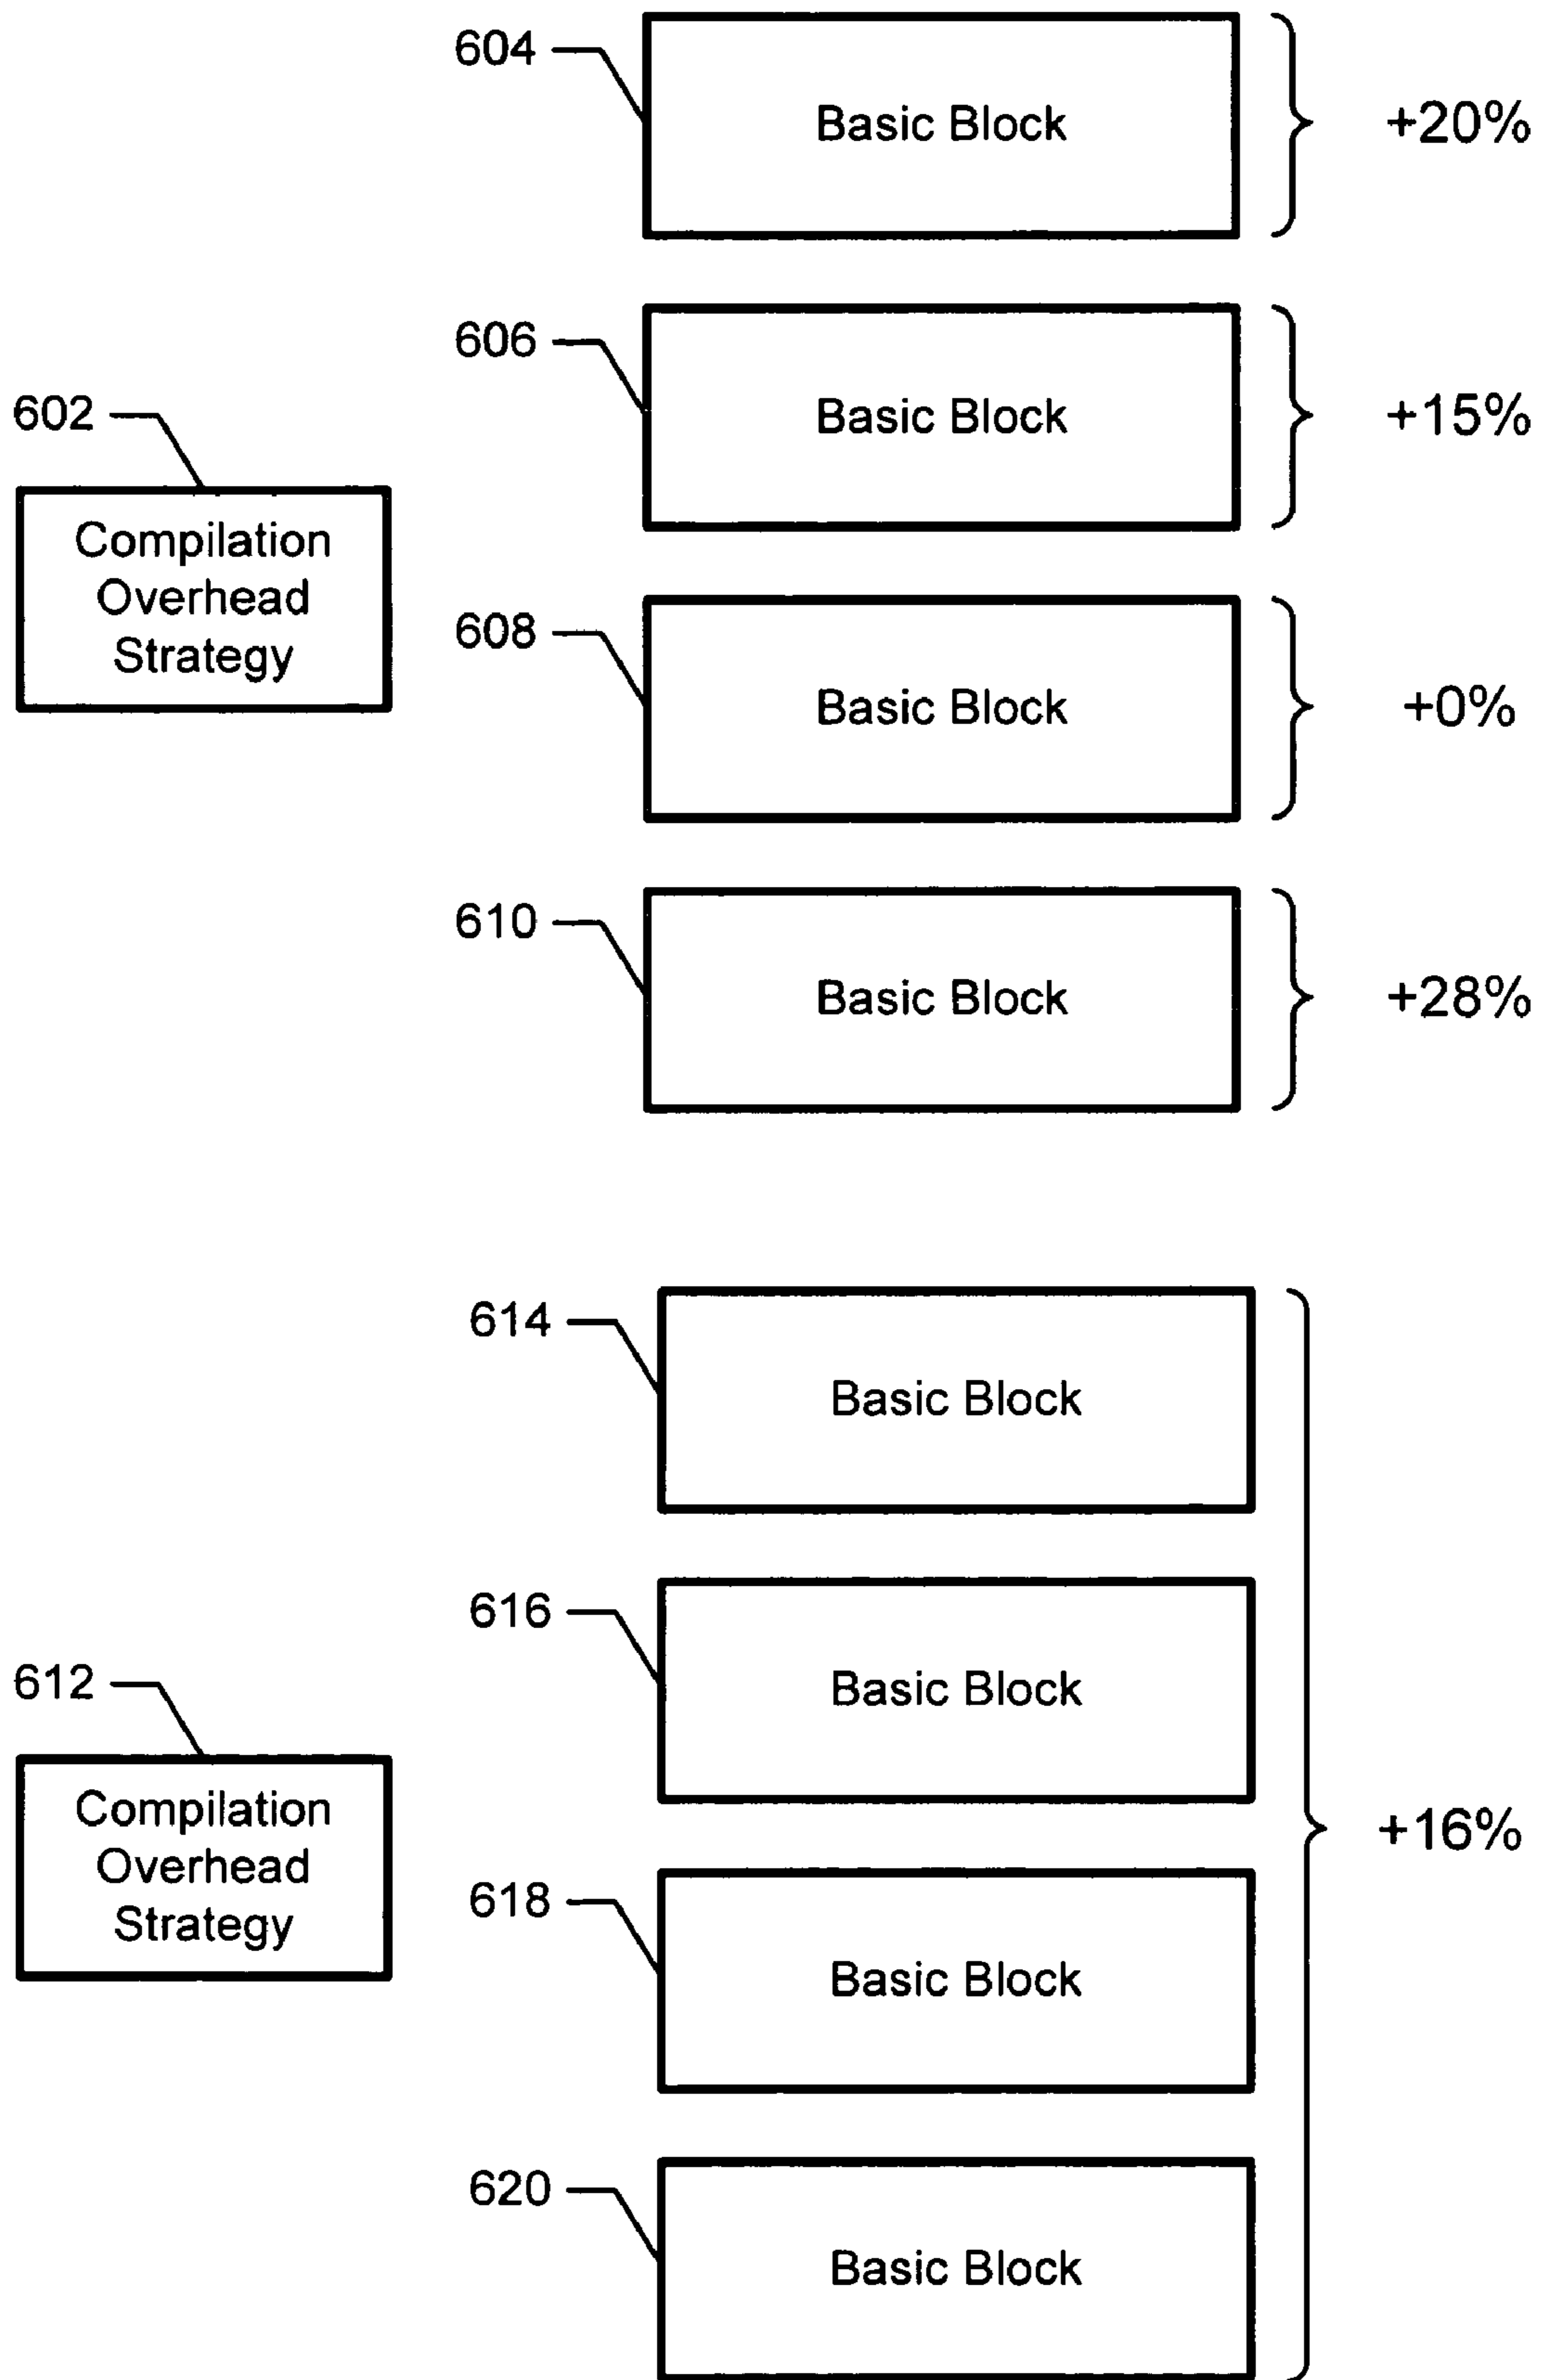 604
Basic Block
+20%
606
Basic Block
+15%
602
Compilation
Overhead
Strategy
608
Basic Block
+0%
610
Basic Block
+28%
614
Basic Block
616
Basic Block
612
Compilation
Overhead
Strategy
+16%
618
Basic Block
620
Basic Block